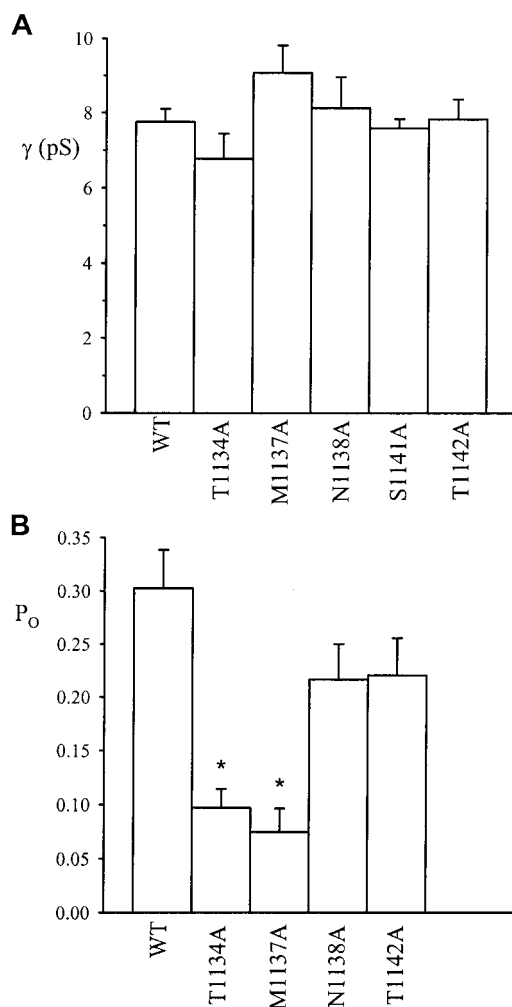 A
10
8
γ (pS)
6
4
2
0
WT
T1134A
M1137A
N1138A
S1141A
T1142A
B
0.35
0.30
PO
0.25
0.20
0.15
* *
0.10
0.05
0.00
WT
T1134A
M1137A
N1138A
T1142A